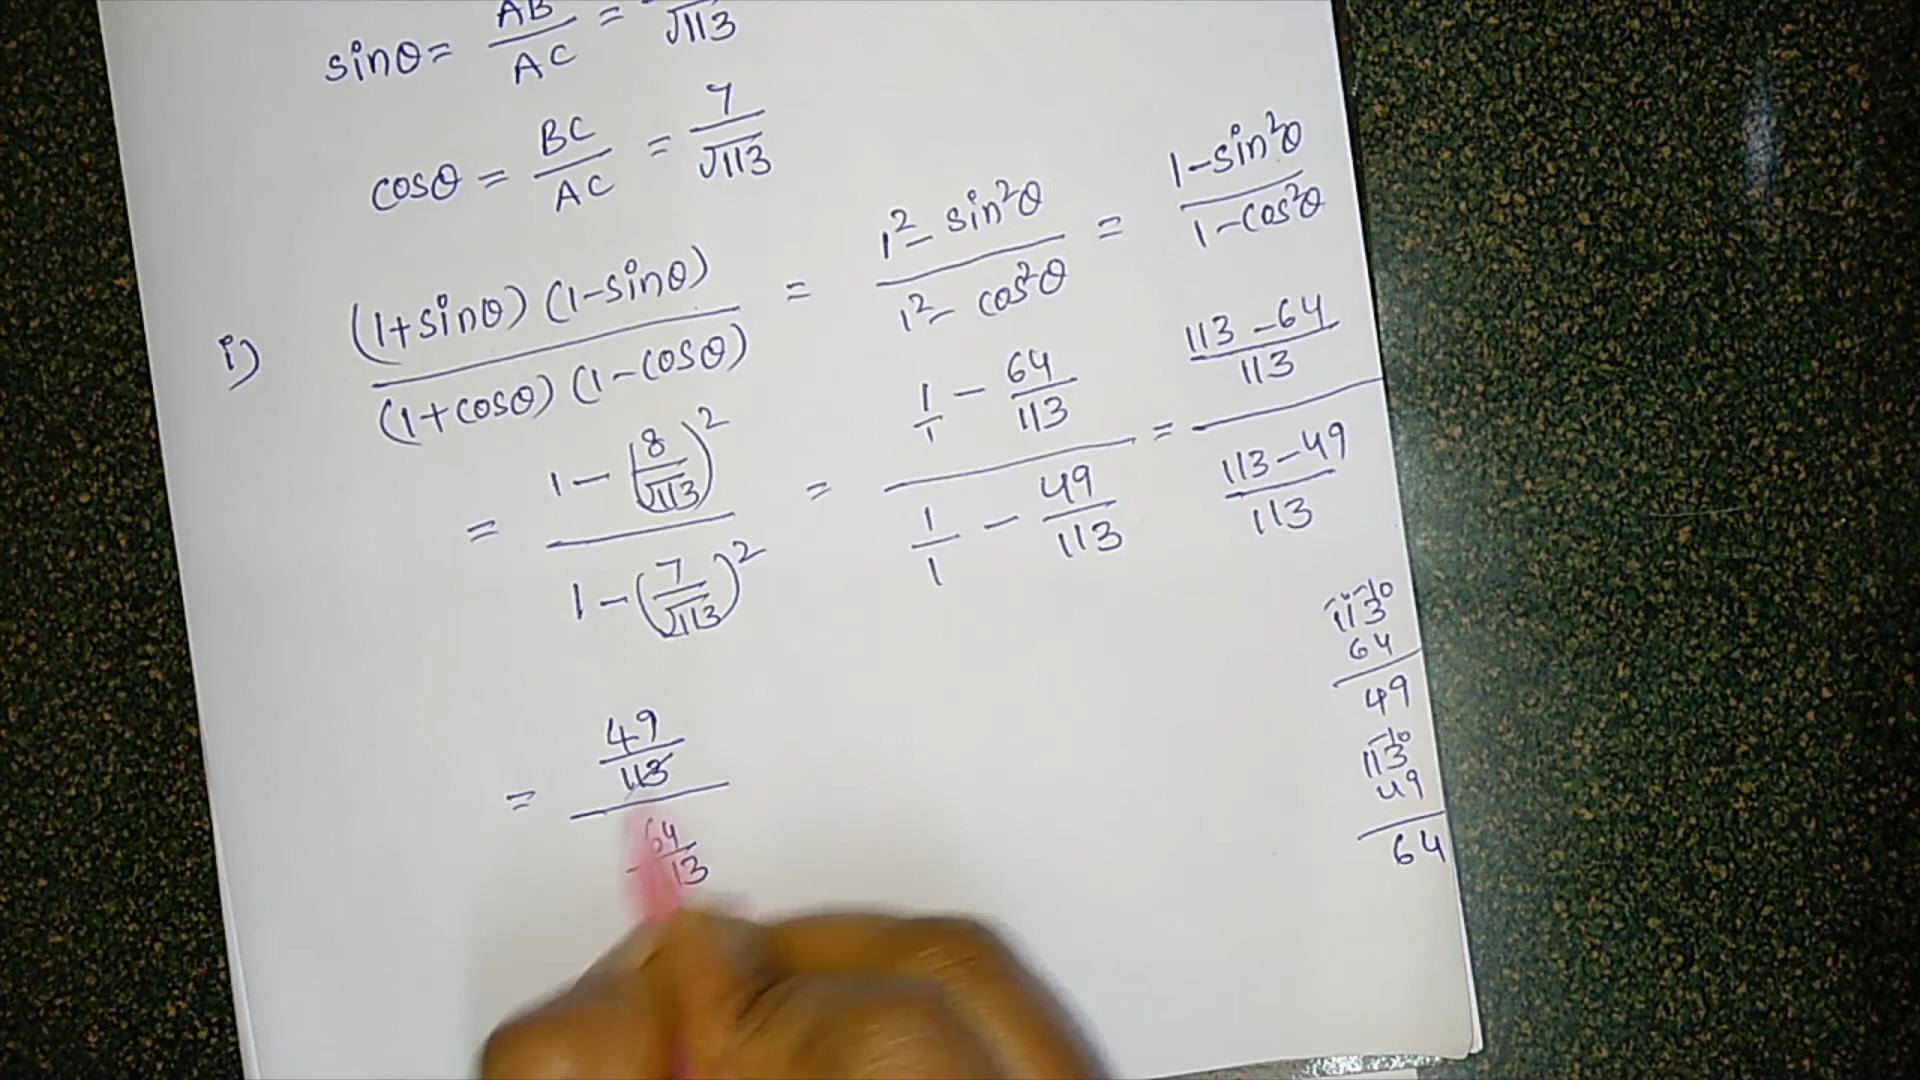 sinθ = AB/AC = /√113
cosθ = BC/AC = 7/√113
i) (1+sinθ)(1-sinθ)/(1+cosθ)(1-cosθ) = 1²-sin²θ/1²-cos²θ = 1-sin²θ/1-cos²θ
= 1-(8/√113)²/1-(7/√113)² = 1/1 - 64/113 / 1/1 - 49/113 = 113-64/113 / 113-49/113
113
64
49
113
49
64
= 49/113 / 64/13